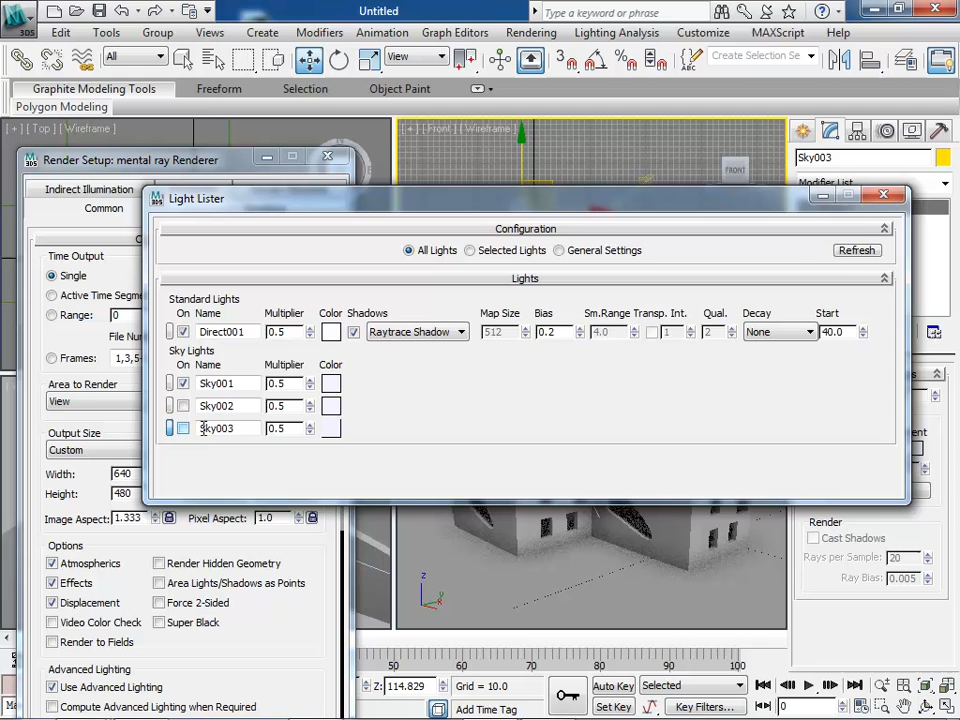 Untitled
Type a keyword or phrase
3DS
Edit Tools Group Views Create Modifiers Animation Graph Editors Rendering Lighting Analysis Customize MAXScript Help
All View 3 Create Selection Se
Graphite Modeling Tools Freeform Selection Object Paint
Polygon Modeling
[ + ] [ Top ] [ Wireframe ]
[ + ] [ Front ] [ Wireframe ]
FRONT
Sky003
Modifier List
Render Setup: mental ray Renderer
Indirect Illumination
Common
Time Output
Single
Active Time Segme
Range: 0
File Nun
Frames: 1,3,5-
Area to Render
View
Output Size
Custom
Width: 640
Height: 480
Image Aspect: 1.333 Pixel Aspect: 1.0
Options
Atmospherics Render Hidden Geometry
Effects Area Lights/Shadows as Points
Displacement Force 2-Sided
Video Color Check Super Black
Render to Fields
Advanced Lighting
Use Advanced Lighting
Compute Advanced Lighting when Required
Light Lister
Configuration
All Lights Selected Lights General Settings Refresh
Lights
Standard Lights
On Name Multiplier Color Shadows Map Size Bias Sm.Range Transp. Int. Qual. Decay Start
Direct001 0.5 Raytrace Shadow 512 0.2 4.0 1 2 None 40.0
Sky Lights
On Name Multiplier Color
Sky001 0.5
Sky002 0.5
Sky003 0.5
Render
Cast Shadows
Rays per Sample: 20
Ray Bias: 0.005
z
y
x
50 60 70 80 90 100
Z: 114.829 Grid = 10.0
Add Time Tag
Auto Key Selected
Set Key Key Filters...
0